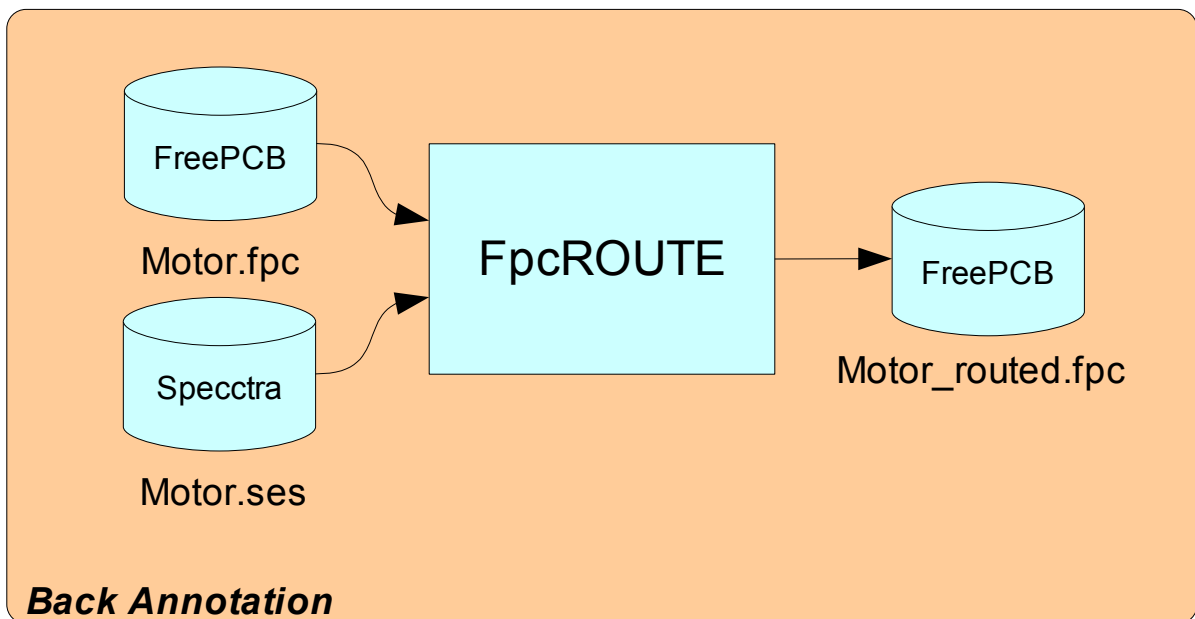 FreePCB
Motor.fpc
Specctra
Motor.ses
FpcROUTE
FreePCB
Motor_routed.fpc
Back Annotation